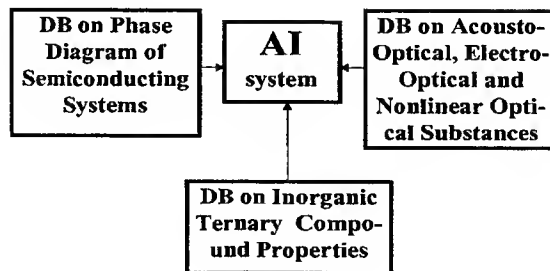 DB on Phase
Diagram of
Semiconducting
Systems
AI
system
DB on Acousto-
Optical, Electro-
Optical and
Nonlinear Opti-
cal Substances
DB on Inorganic
Ternary Compo-
und Properties